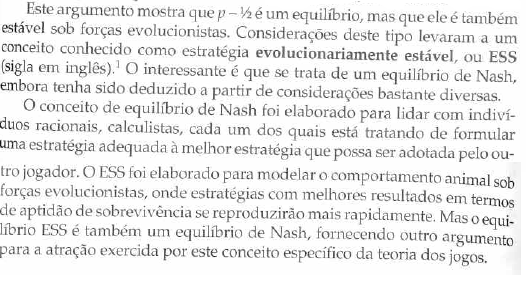 Este argumento mostra que p – ½ é um equilíbrio, mas que ele é também
estável sob forças evolucionistas. Considerações deste tipo levaram a um
conceito conhecido como estratégia evolucionariamente estável, ou ESS
(sigla em inglês).¹ O interessante é que se trata de um equilíbrio de Nash,
embora tenha sido deduzido a partir de considerações bastante diversas.
O conceito de equilíbrio de Nash foi elaborado para lidar com indiví-
duos racionais, calculistas, cada um dos quais está tratando de formular
uma estratégia adequada à melhor estratégia que possa ser adotada pelo ou-
tro jogador. O ESS foi elaborado para modelar o comportamento animal sob
forças evolucionistas, onde estratégias com melhores resultados em termos
de aptidão de sobrevivência se reproduzirão mais rapidamente. Mas o equi-
líbrio ESS é também um equilíbrio de Nash, fornecendo outro argumento
para a atração exercida por este conceito específico da teoria dos jogos.